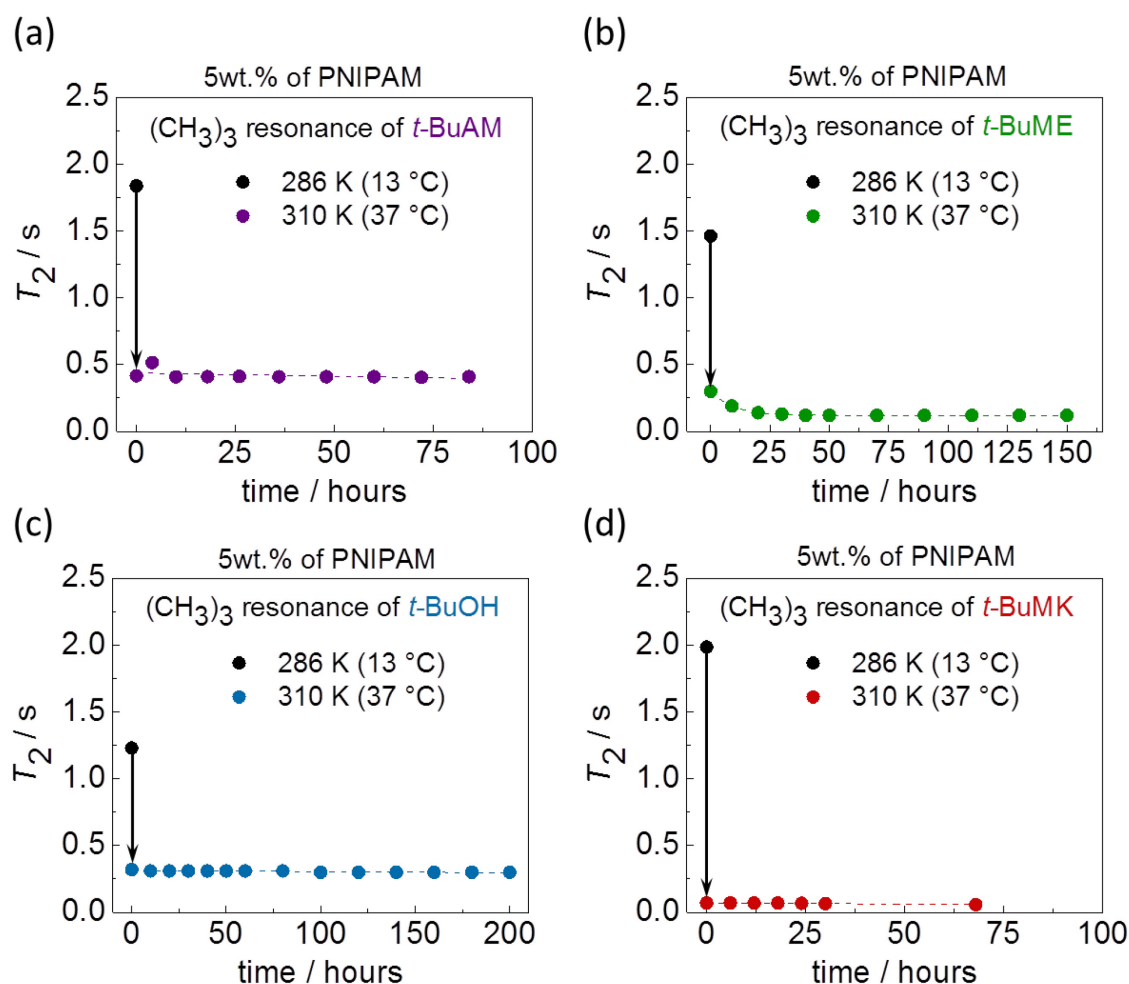 (a)
5wt.% of PNIPAM
(CH3)3 resonance of t-BuAM
286 K (13 °C)
310 K (37 °C)
2.5
2.0
1.5
1.0
0.5
0.0
T2 / s
0 25 50 75 100
time / hours
(b)
5wt.% of PNIPAM
(CH3)3 resonance of t-BuME
286 K (13 °C)
310 K (37 °C)
2.5
2.0
1.5
1.0
0.5
0.0
T2 / s
0 25 50 75 100 125 150
time / hours
(c)
5wt.% of PNIPAM
(CH3)3 resonance of t-BuOH
286 K (13 °C)
310 K (37 °C)
2.5
2.0
1.5
1.0
0.5
0.0
T2 / s
0 50 100 150 200
time / hours
(d)
5wt.% of PNIPAM
(CH3)3 resonance of t-BuMK
286 K (13 °C)
310 K (37 °C)
2.5
2.0
1.5
1.0
0.5
0.0
T2 / s
0 25 50 75 100
time / hours